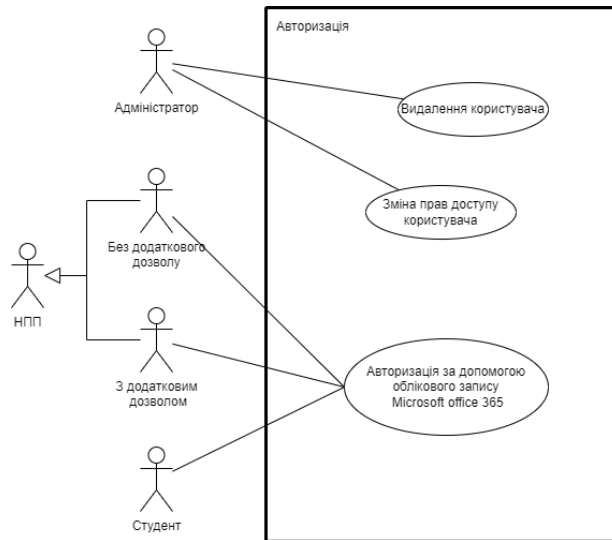 Авторизація
Адміністратор
Видалення користувача
Зміна прав доступу
користувача
Без додаткового
дозволу
НПП
З додатковим
дозволом
Авторизація за допомогою
облікового запису
Microsoft office 365
Студент